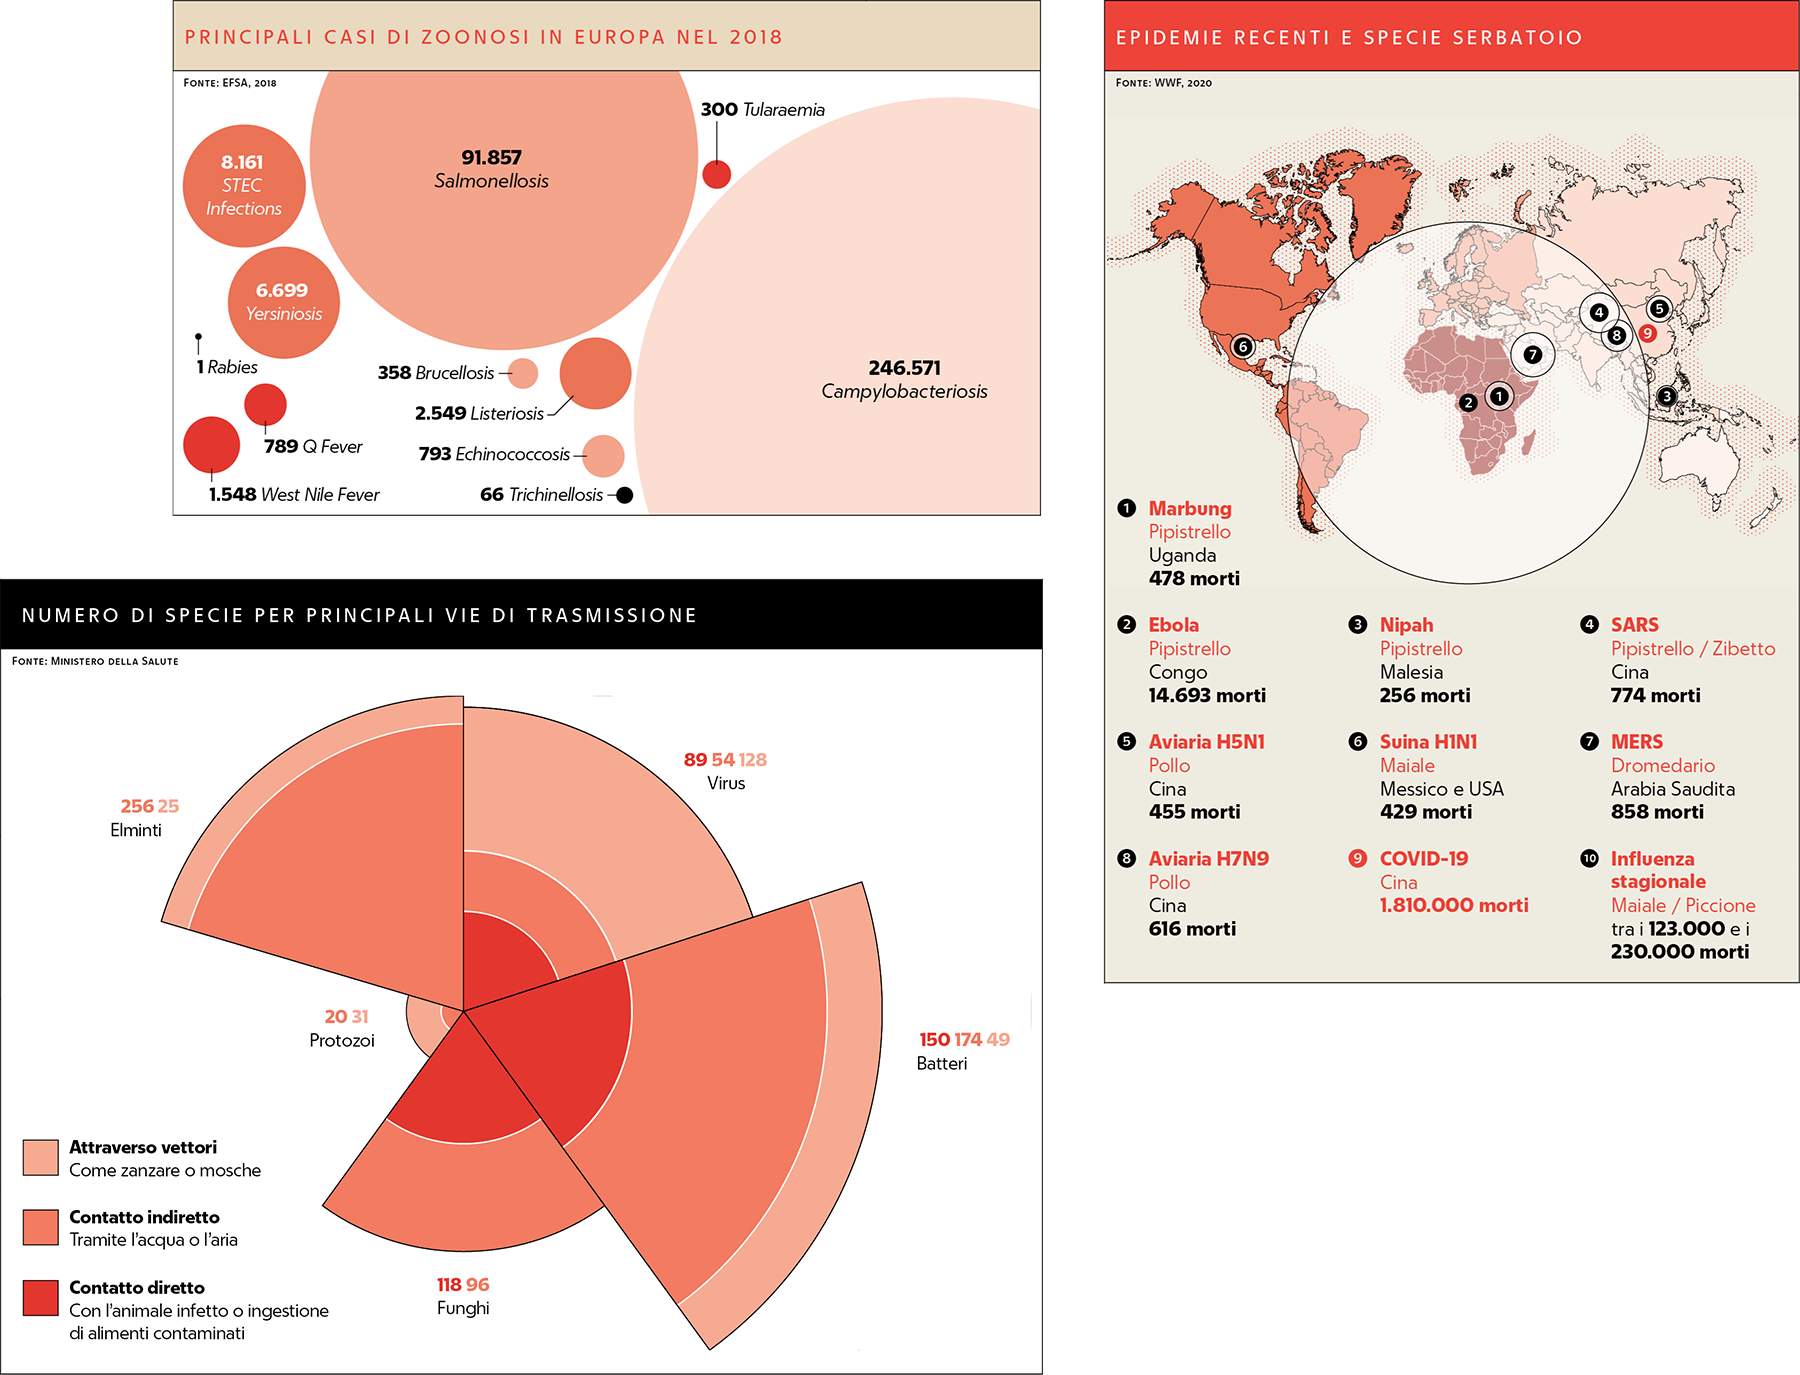 PRINCIPALI CASI DI ZOONOSI IN EUROPA NEL 2018
FONTE: EFSA, 2018
8.161
STEC
Infections
91.857
Salmonellosis
300 Tularaemia
6.699
Yersiniosis
246.571
Campylobacteriosis
1 Rabies
358 Brucellosis
2.549 Listeriosis
789 Q Fever
793 Echinococcosis
1.548 West Nile Fever
66 Trichinellosis
NUMERO DI SPECIE PER PRINCIPALI VIE DI TRASMISSIONE
FONTE: MINISTERO DELLA SALUTE
89 54 128
Virus
256 25
Elminti
20 31
Protozoi
150 174 49
Batteri
118 96
Funghi
Attraverso vettori
Come zanzare o mosche
Contatto indiretto
Tramite l'acqua o l'aria
Contatto diretto
Con l'animale infetto o ingestione
di alimenti contaminati
EPIDEMIE RECENTI E SPECIE SERBATOIO
FONTE: WWF, 2020
4
5
8
9
6
7
2
1
3
1 Marbung
Pipistrello
Uganda
478 morti
2 Ebola
Pipistrello
Congo
14.693 morti
3 Nipah
Pipistrello
Malesia
256 morti
4 SARS
Pipistrello / Zibetto
Cina
774 morti
5 Aviaria H5N1
Pollo
Cina
455 morti
6 Suina H1N1
Maiale
Messico e USA
429 morti
7 MERS
Dromedario
Arabia Saudita
858 morti
8 Aviaria H7N9
Pollo
Cina
616 morti
9 COVID-19
Cina
1.810.000 morti
10 Influenza
stagionale
Maiale / Piccione
tra i 123.000 e i
230.000 morti